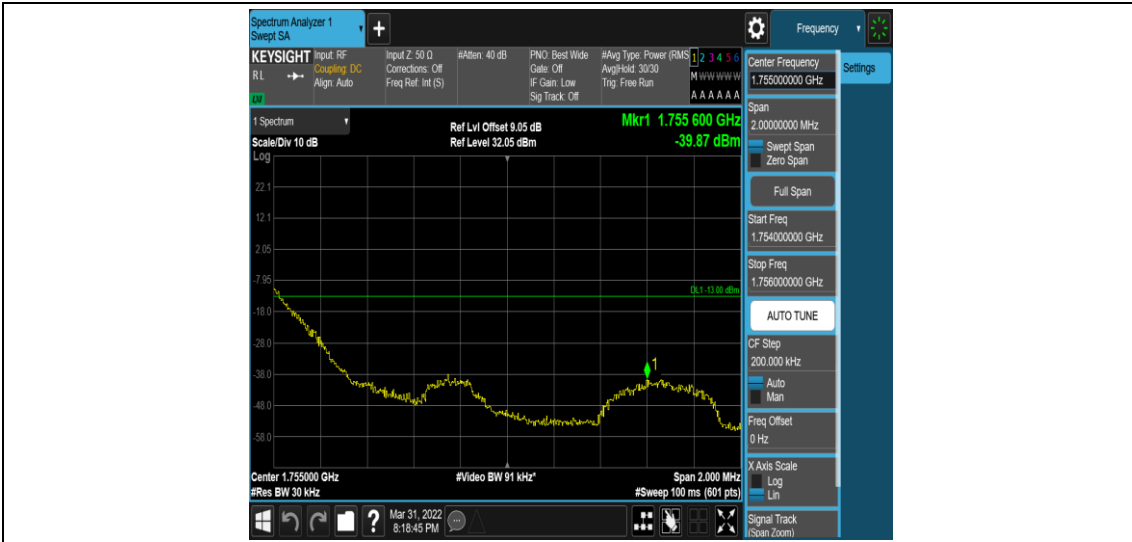 Spectrum Analyzer 1
Swept SA
Frequency
KEYSIGHT
RL
Input: RF
Coupling: DC
Align: Auto
Input Z: 50 Ω
Corrections: Off
Freq Ref: Int (S)
#Atten: 40 dB
PNO: Best Wide
Gate: Off
IF Gain: Low
Sig Track: Off
#Avg Type: Power (RMS
Avg|Hold: 30/30
Trig: Free Run
1 2 3 4 5 6
M W W W W W
A A A A A A
1 Spectrum
Scale/Div 10 dB
Log
Ref Lvl Offset 9.05 dB
Ref Level 32.05 dBm
Mkr1 1.755 600 GHz
-39.87 dBm
22.1
12.1
2.05
-7.95
DL1 -13.00 dBm
-18.0
-28.0
1
-38.0
-48.0
-58.0
Center 1.755000 GHz
#Res BW 30 kHz
#Video BW 91 kHz*
Span 2.000 MHz
#Sweep 100 ms (601 pts)
Mar 31, 2022
8:18:45 PM
Center Frequency
1.755000000 GHz
Settings
Span
2.00000000 MHz
Swept Span
Zero Span
Full Span
Start Freq
1.754000000 GHz
Stop Freq
1.756000000 GHz
AUTO TUNE
CF Step
200.000 kHz
Auto
Man
Freq Offset
0 Hz
X Axis Scale
Log
Lin
Signal Track
(Span Zoom)